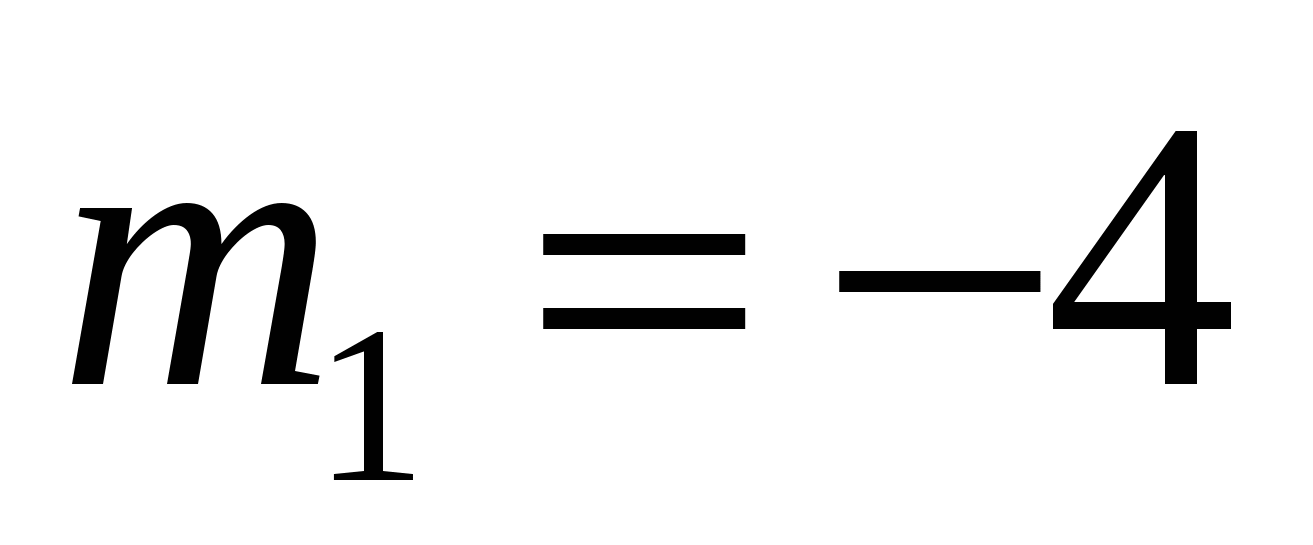 m₁ = −4